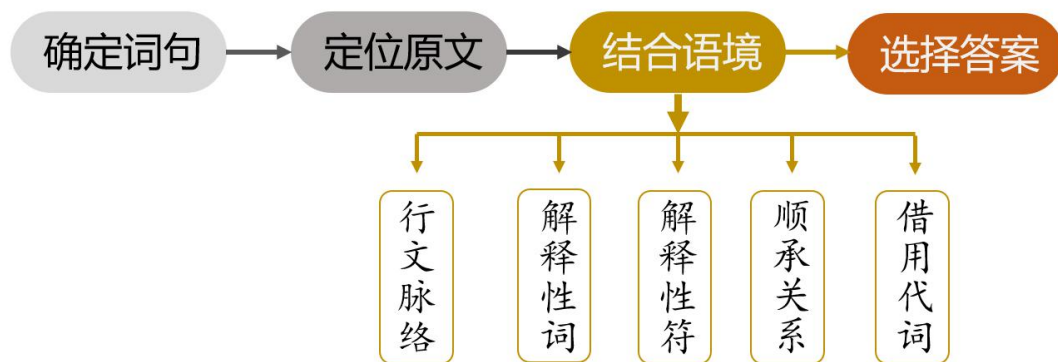 确定词句
定位原文
结合语境
选择答案
行文脉络
解释性词
解释性符
顺承关系
借用代词